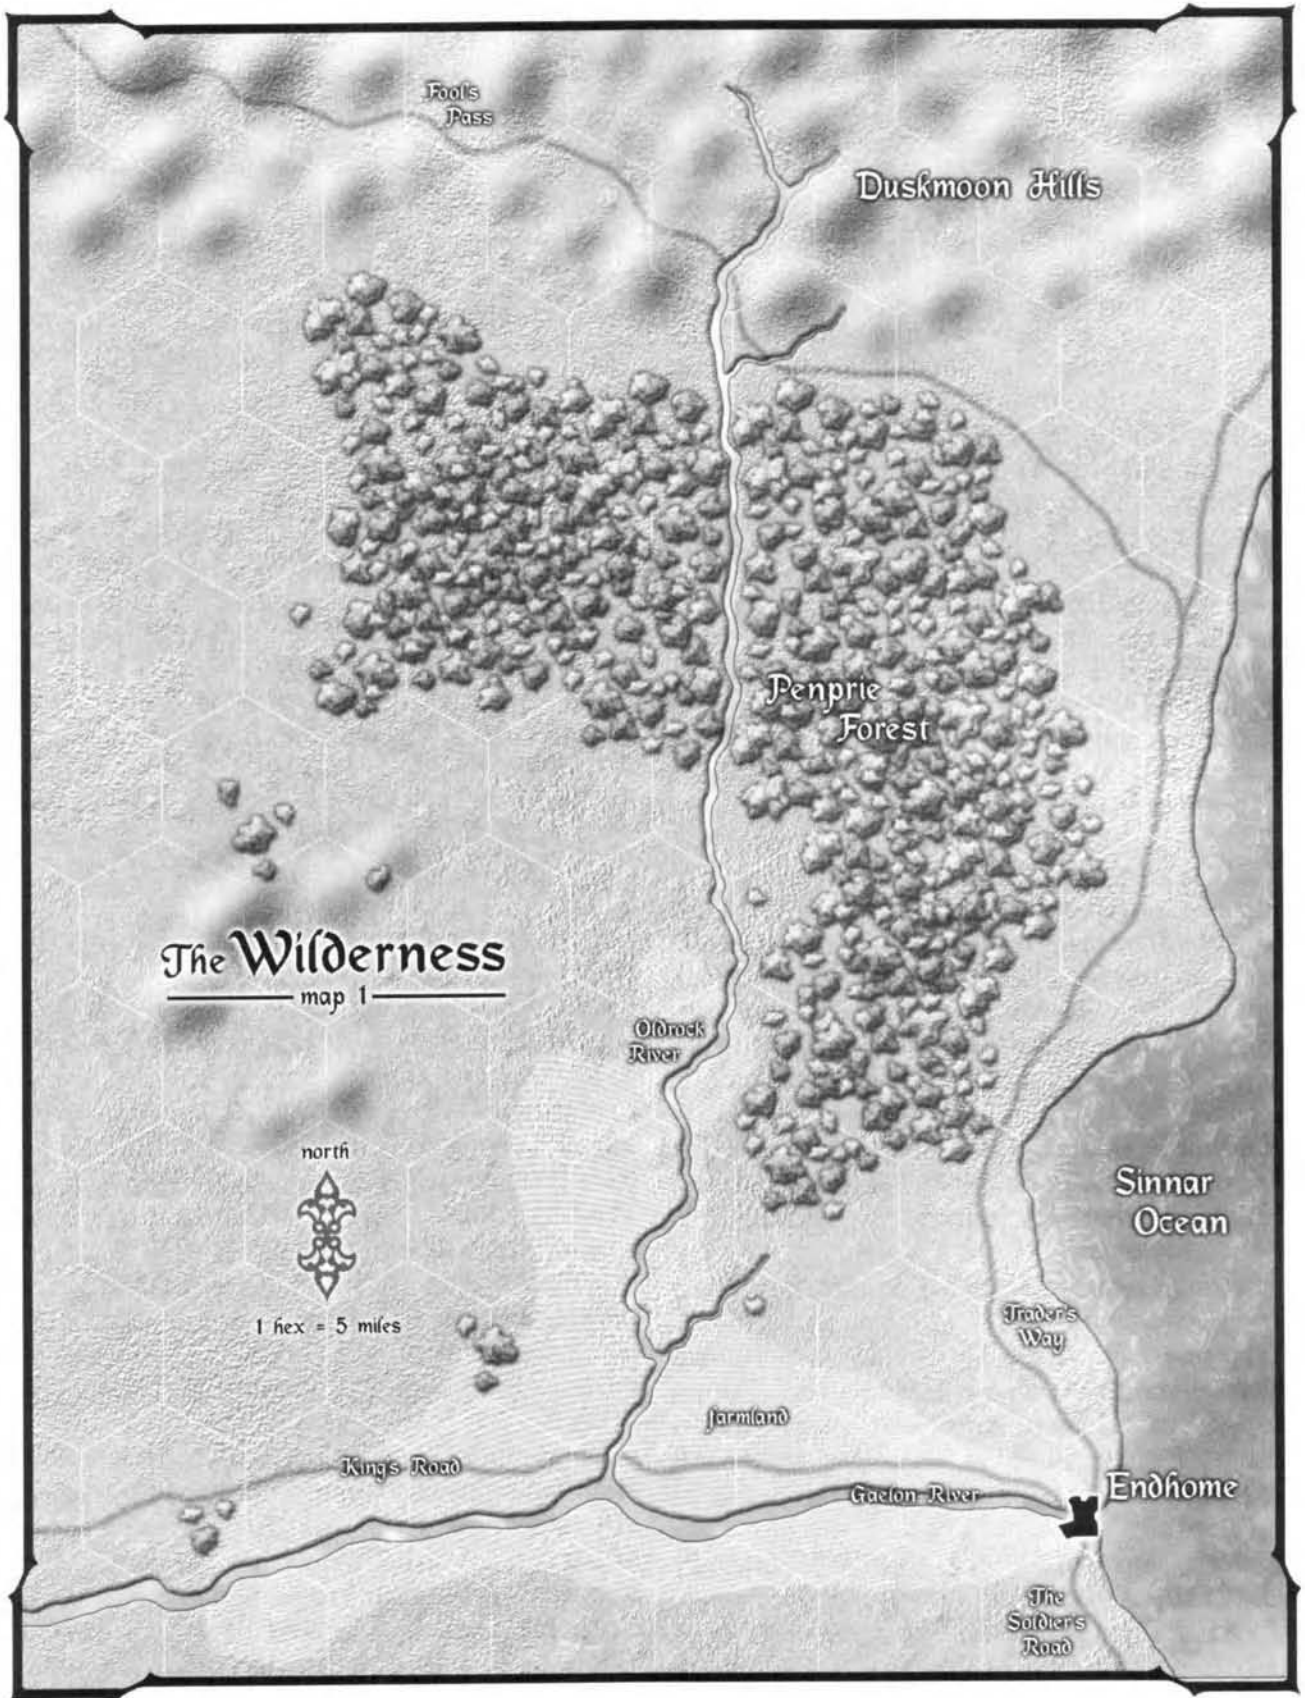 Fool's
Pass
Duskmoon Hills
Penprie
Forest
The Wilderness
map 1
Oldrock
River
north
Sinnar
Ocean
1 hex = 5 miles
Trader's
Way
farmland
King's Road
Gaelon River
Endhome
The
Soldier's
Road